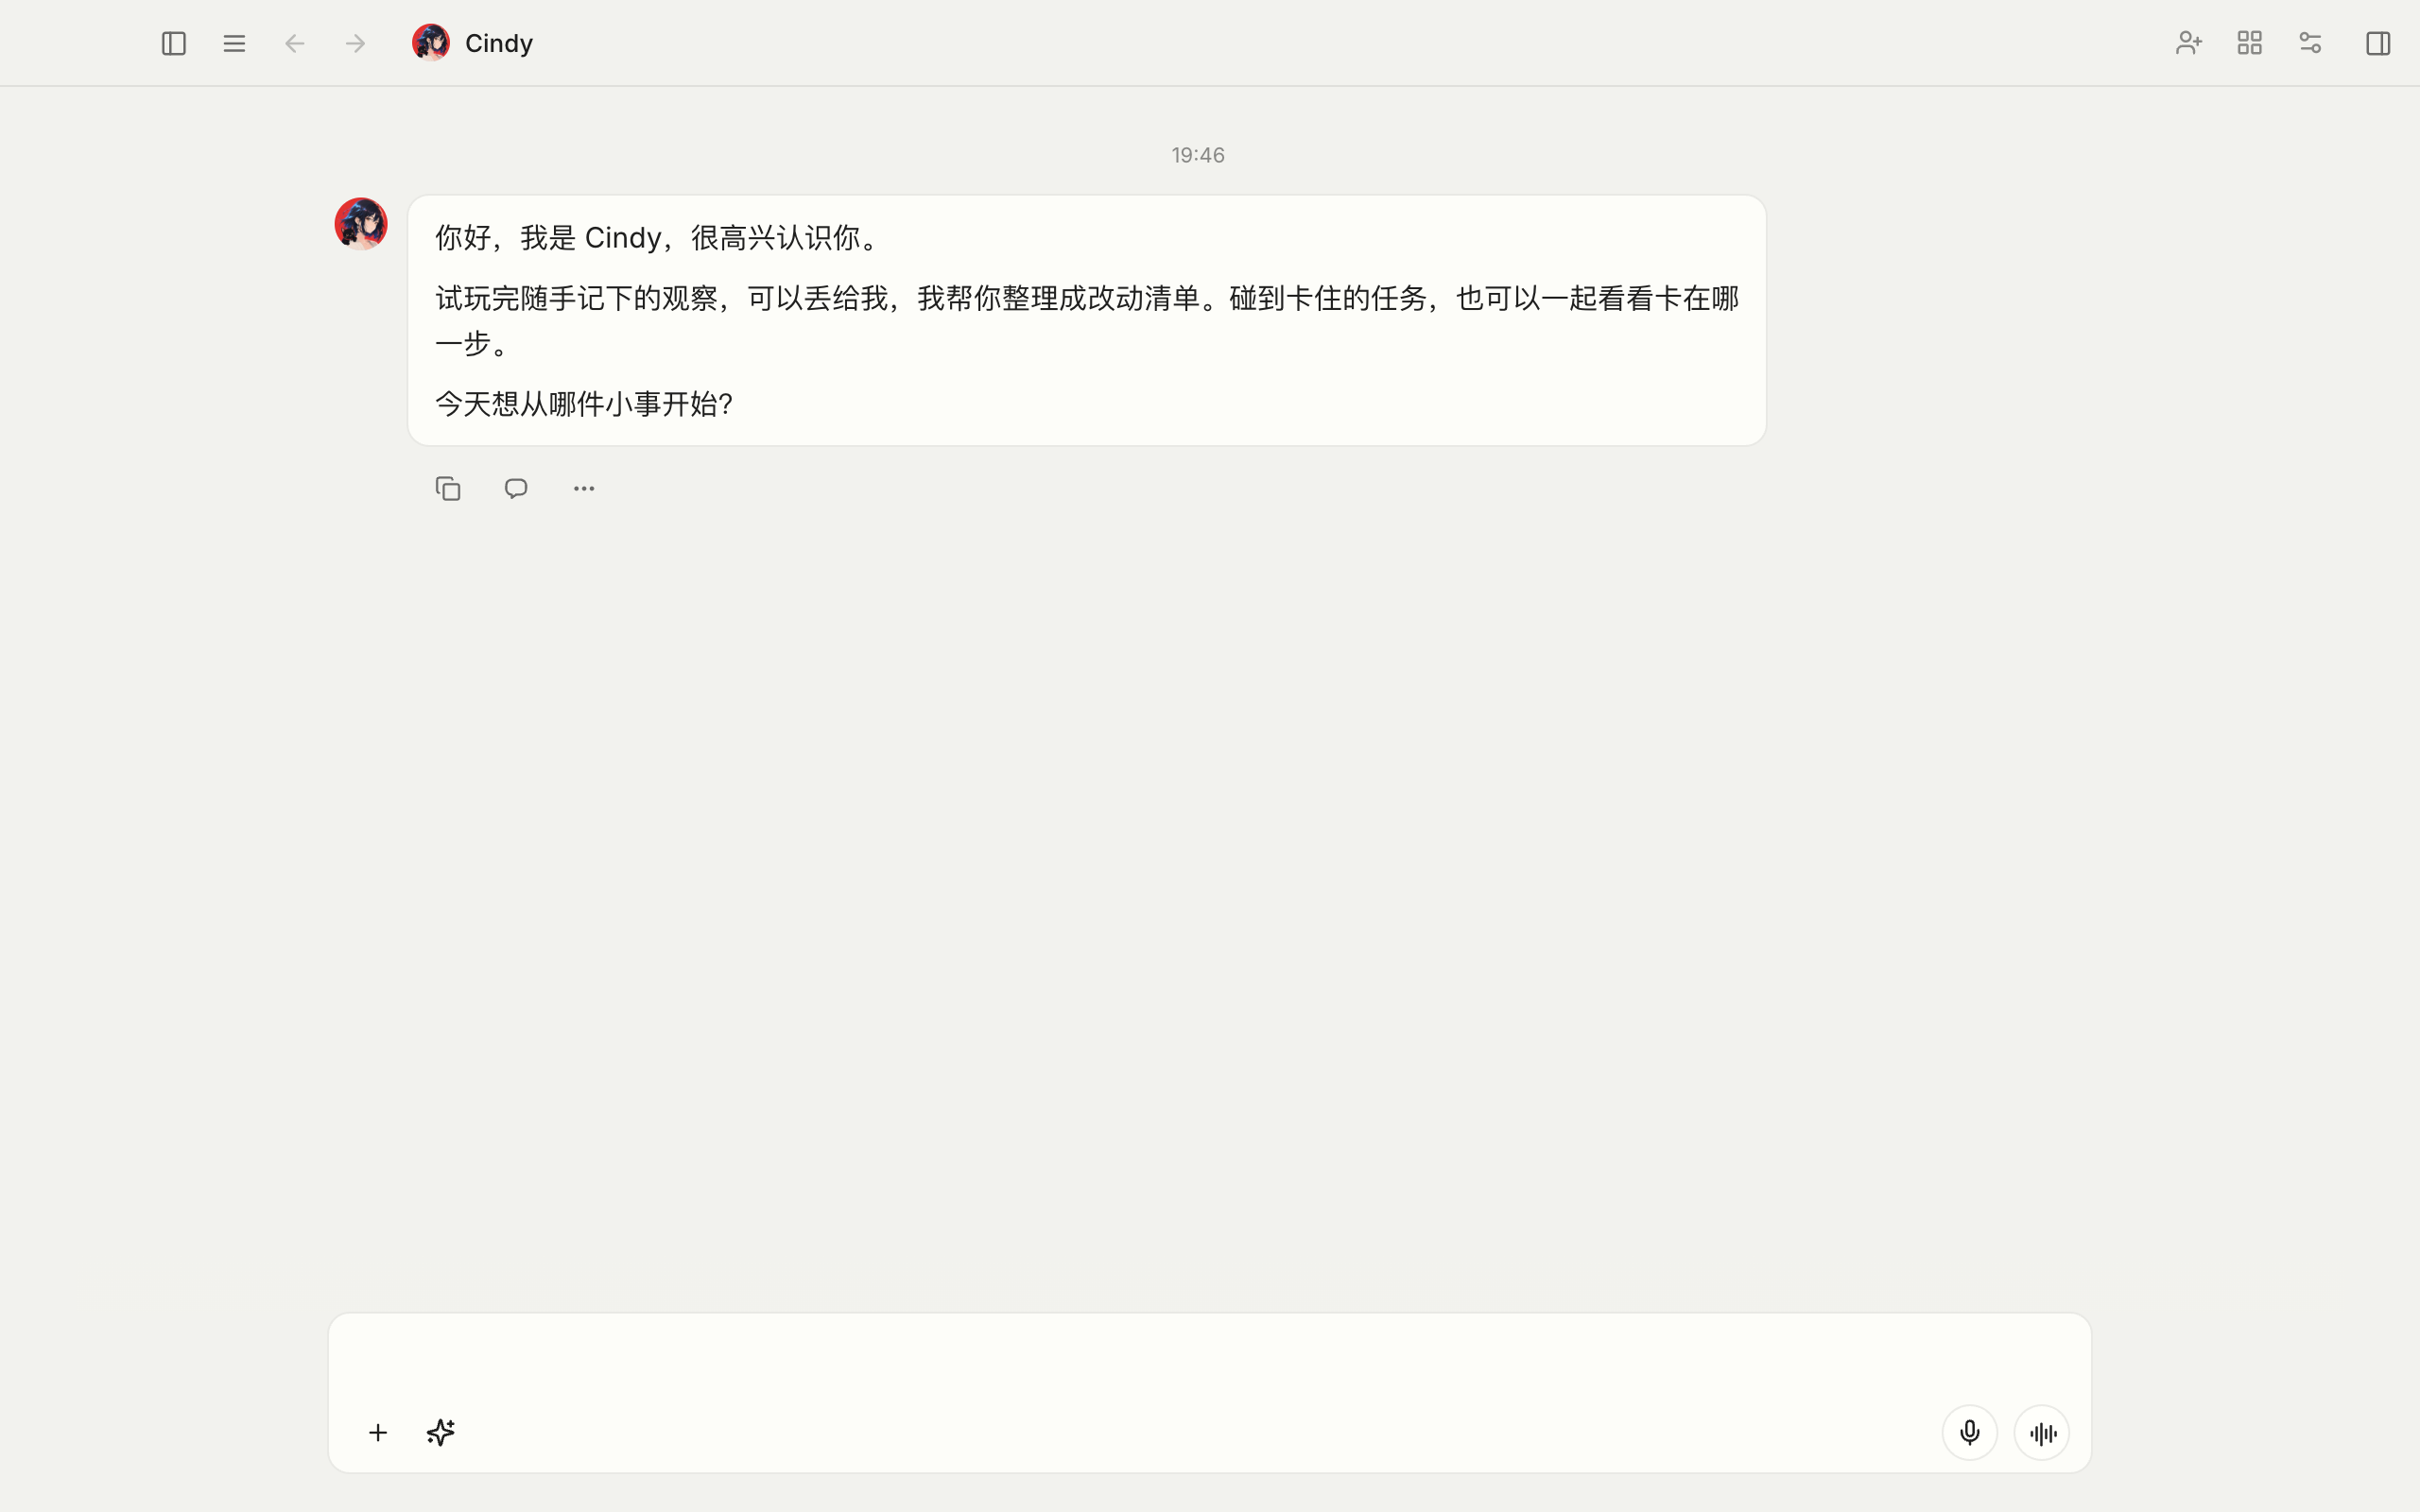 Cindy
19:46
你好，我是 Cindy，很高兴认识你。
试玩完随手记下的观察，可以丢给我，我帮你整理成改动清单。碰到卡住的任务，也可以一起看看卡在哪
一步。
今天想从哪件小事开始？